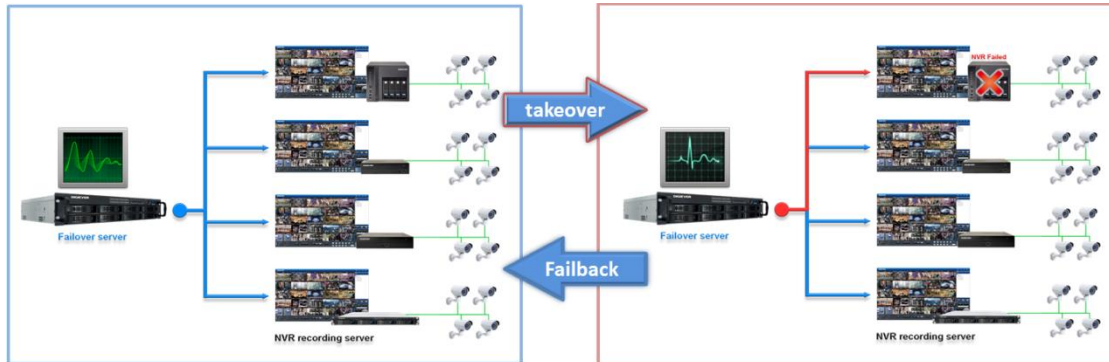 Failover server
NVR recording server
takeover
Failback
NVR Failed
Failover server
NVR recording server